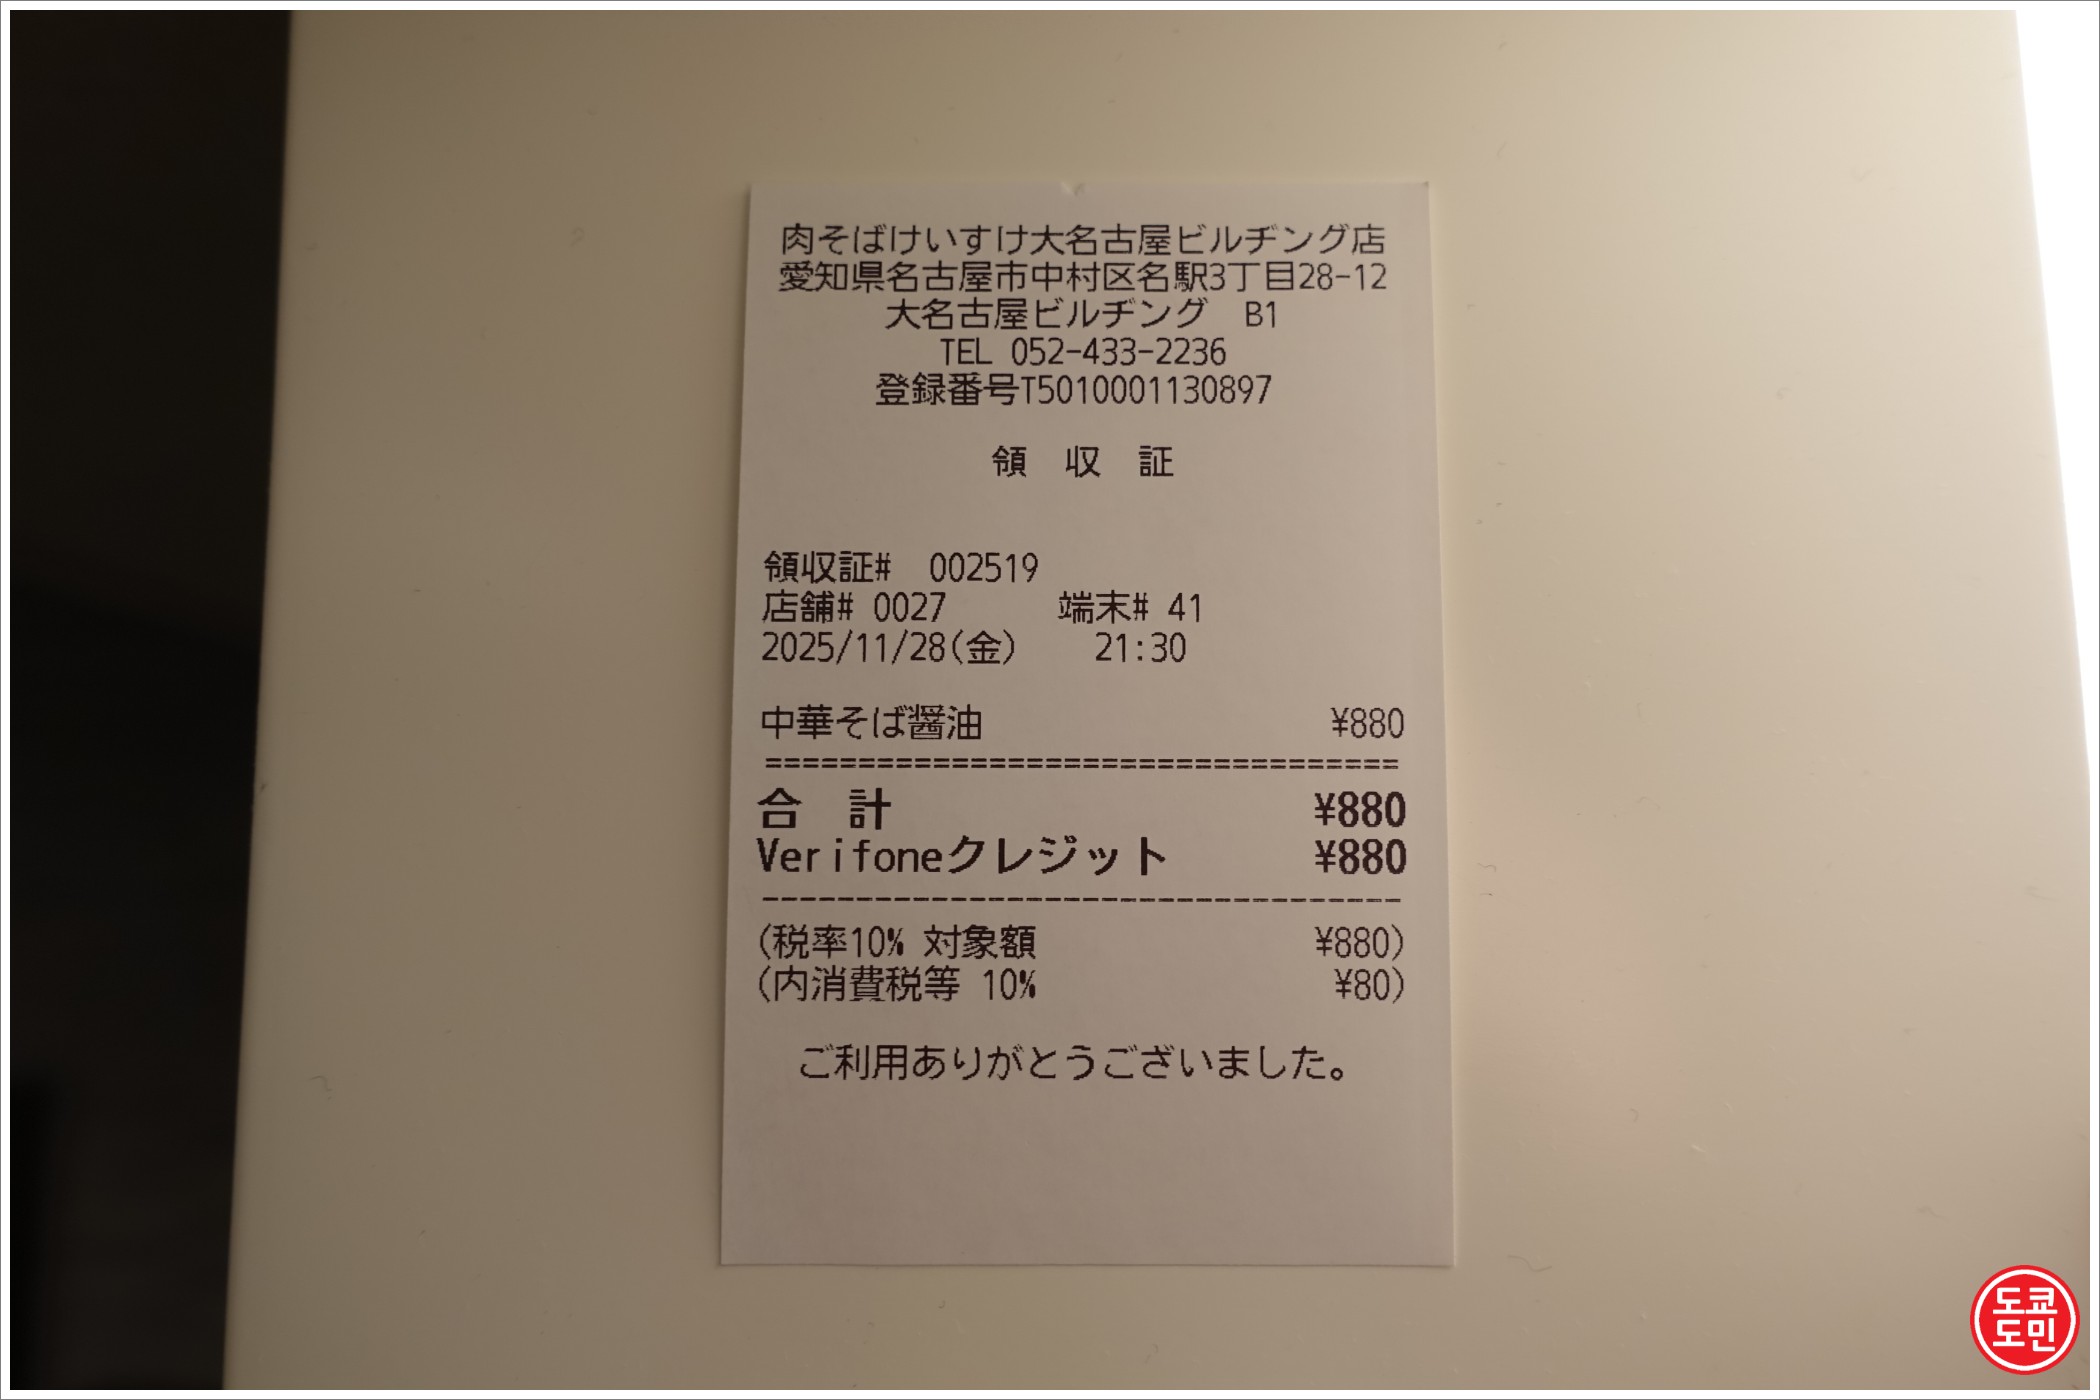 肉そばけいすけ大名古屋ビルヂング店
愛知県名古屋市中村区名駅3丁目28-12
大名古屋ビルヂング　B1
TEL 052-433-2236
登録番号T5010001130897
領　収　証
領収証#　002519
店舗# 0027　　　端末# 41
2025/11/28(金)　　21:30
中華そば醤油　　¥880
==================================
合　計　　¥880
Verifoneクレジット　　¥880
----------------------------------
(税率10% 対象額　　¥880)
(内消費税等 10%　　¥80)
ご利用ありがとうございました。
도쿄
도민